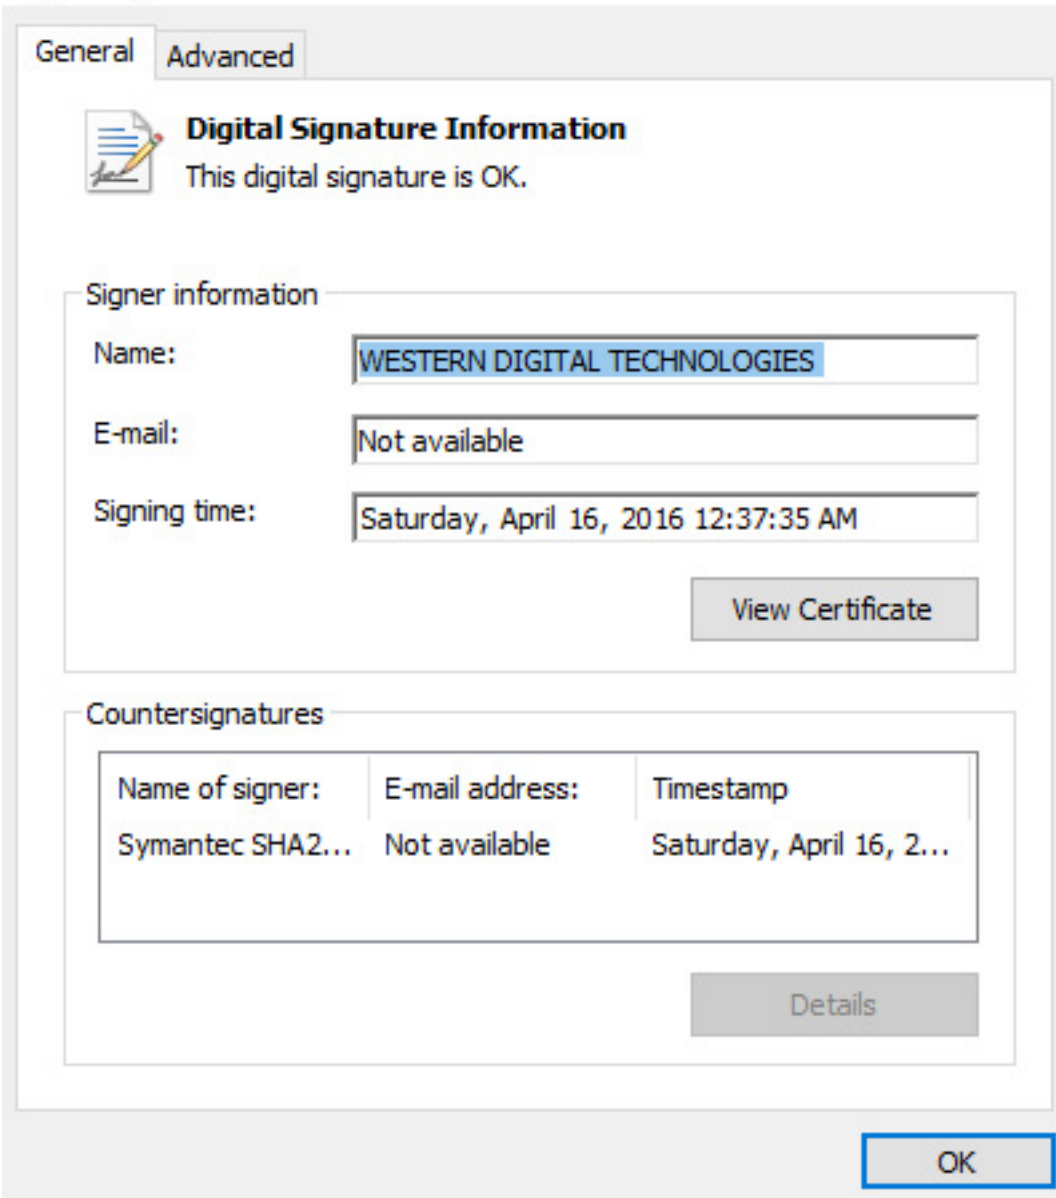 General Advanced
Digital Signature Information
This digital signature is OK.
Signer information
Name: WESTERN DIGITAL TECHNOLOGIES
E-mail: Not available
Signing time: Saturday, April 16, 2016 12:37:35 AM
View Certificate
Countersignatures
Name of signer: E-mail address: Timestamp
Symantec SHA2... Not available Saturday, April 16, 2...
Details
OK